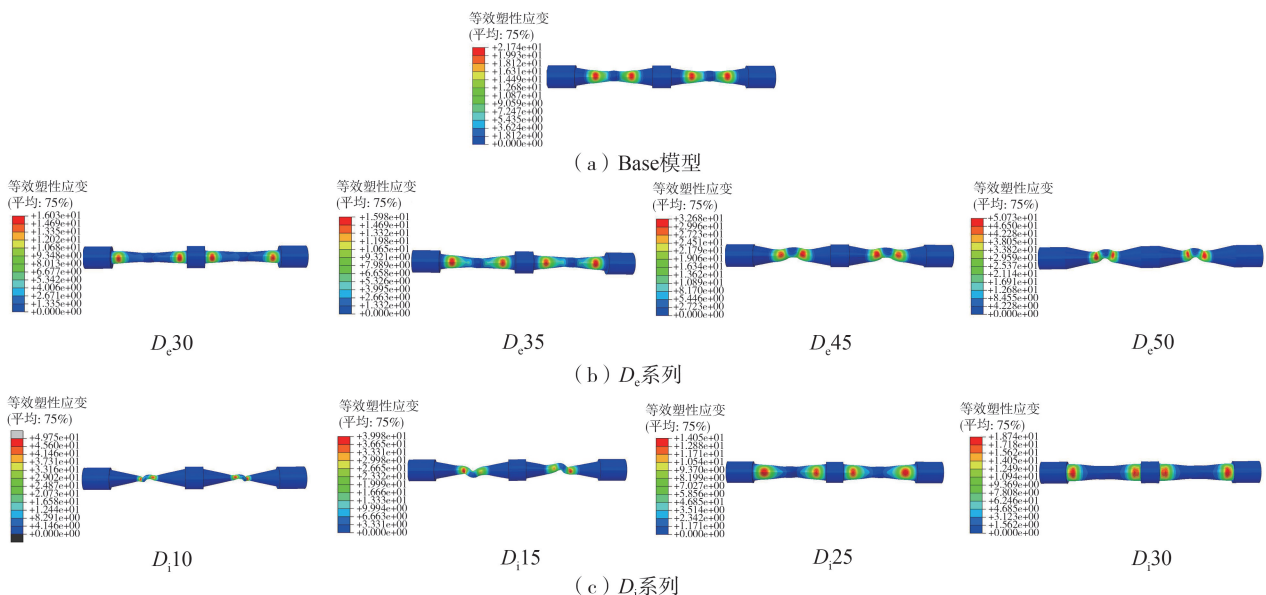 等效塑性应变
(平均: 75%)
+2.174e+01
+1.993e+01
+1.812e+01
+1.631e+01
+1.449e+01
+1.268e+01
+1.087e+01
+9.059e+00
+7.247e+00
+5.435e+00
+3.624e+00
+1.812e+00
+0.000e+00
（a）Base模型
等效塑性应变
(平均: 75%)
+1.603e+01
+1.469e+01
+1.335e+01
+1.202e+01
+1.068e+01
+9.348e+00
+8.013e+00
+6.677e+00
+5.342e+00
+4.006e+00
+2.671e+00
+1.335e+00
+0.000e+00
De30
等效塑性应变
(平均: 75%)
+1.598e+01
+1.469e+01
+1.332e+01
+1.198e+01
+1.065e+01
+9.321e+00
+7.989e+00
+6.658e+00
+5.326e+00
+3.995e+00
+2.663e+00
+1.332e+00
+0.000e+00
De35
等效塑性应变
(平均: 75%)
+3.268e+01
+2.996e+01
+2.723e+01
+2.451e+01
+2.179e+01
+1.906e+01
+1.634e+01
+1.362e+01
+1.089e+01
+8.170e+00
+5.446e+00
+2.723e+00
+0.000e+00
De45
等效塑性应变
(平均: 75%)
+5.073e+01
+4.650e+01
+4.228e+01
+3.805e+01
+3.382e+01
+2.959e+01
+2.537e+01
+2.114e+01
+1.691e+01
+1.268e+01
+8.455e+00
+4.228e+00
+0.000e+00
De50
（b）De系列
等效塑性应变
(平均: 75%)
+4.975e+01
+4.560e+01
+4.146e+01
+3.731e+01
+3.316e+01
+2.902e+01
+2.487e+01
+2.073e+01
+1.658e+01
+1.244e+01
+8.291e+00
+4.146e+00
+0.000e+00
Di10
等效塑性应变
(平均: 75%)
+3.998e+01
+3.665e+01
+3.331e+01
+2.998e+01
+2.665e+01
+2.332e+01
+1.999e+01
+1.666e+01
+1.333e+01
+9.994e+00
+6.663e+00
+3.331e+00
+0.000e+00
Di15
等效塑性应变
(平均: 75%)
+1.405e+01
+1.288e+01
+1.171e+01
+1.054e+01
+9.370e+00
+8.199e+00
+7.027e+00
+5.856e+00
+4.685e+00
+3.514e+00
+2.342e+00
+1.171e+00
+0.000e+00
Di25
等效塑性应变
(平均: 75%)
+1.874e+01
+1.718e+01
+1.562e+01
+1.405e+01
+1.249e+01
+1.094e+01
+9.369e+00
+7.808e+00
+6.246e+01
+4.685e+00
+3.123e+00
+1.562e+00
+0.000e+00
Di30
（c）Di系列